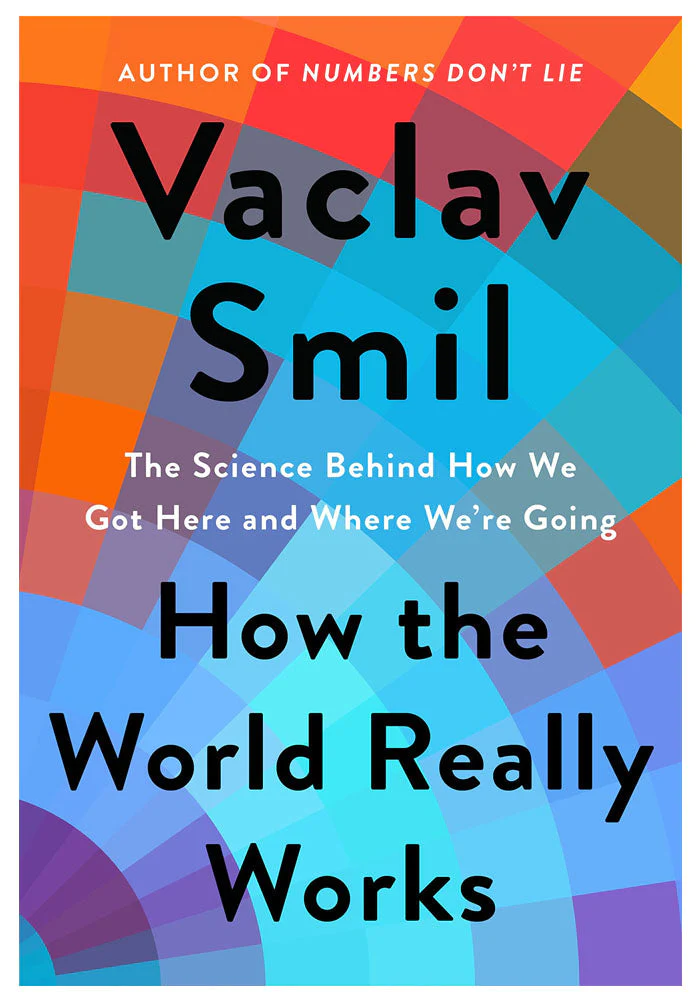 AUTHOR OF NUMBERS DON'T LIE
Vaclav
Smil
The Science Behind How We
Got Here and Where We're Going
How the
World Really
Works